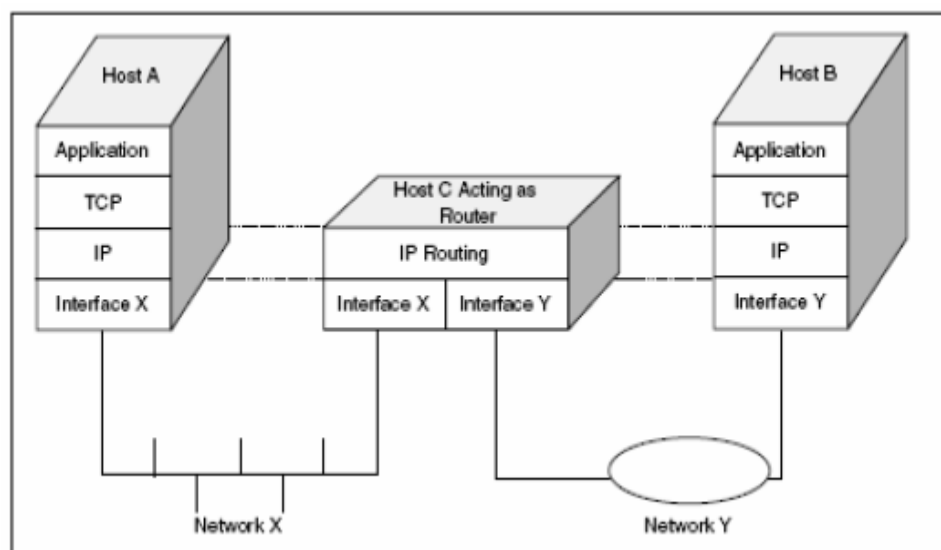 Host A
Application
TCP
IP
Interface X
Host C Acting as
Router
IP Routing
Interface X
Interface Y
Host B
Application
TCP
IP
Interface Y
Network X
Network Y